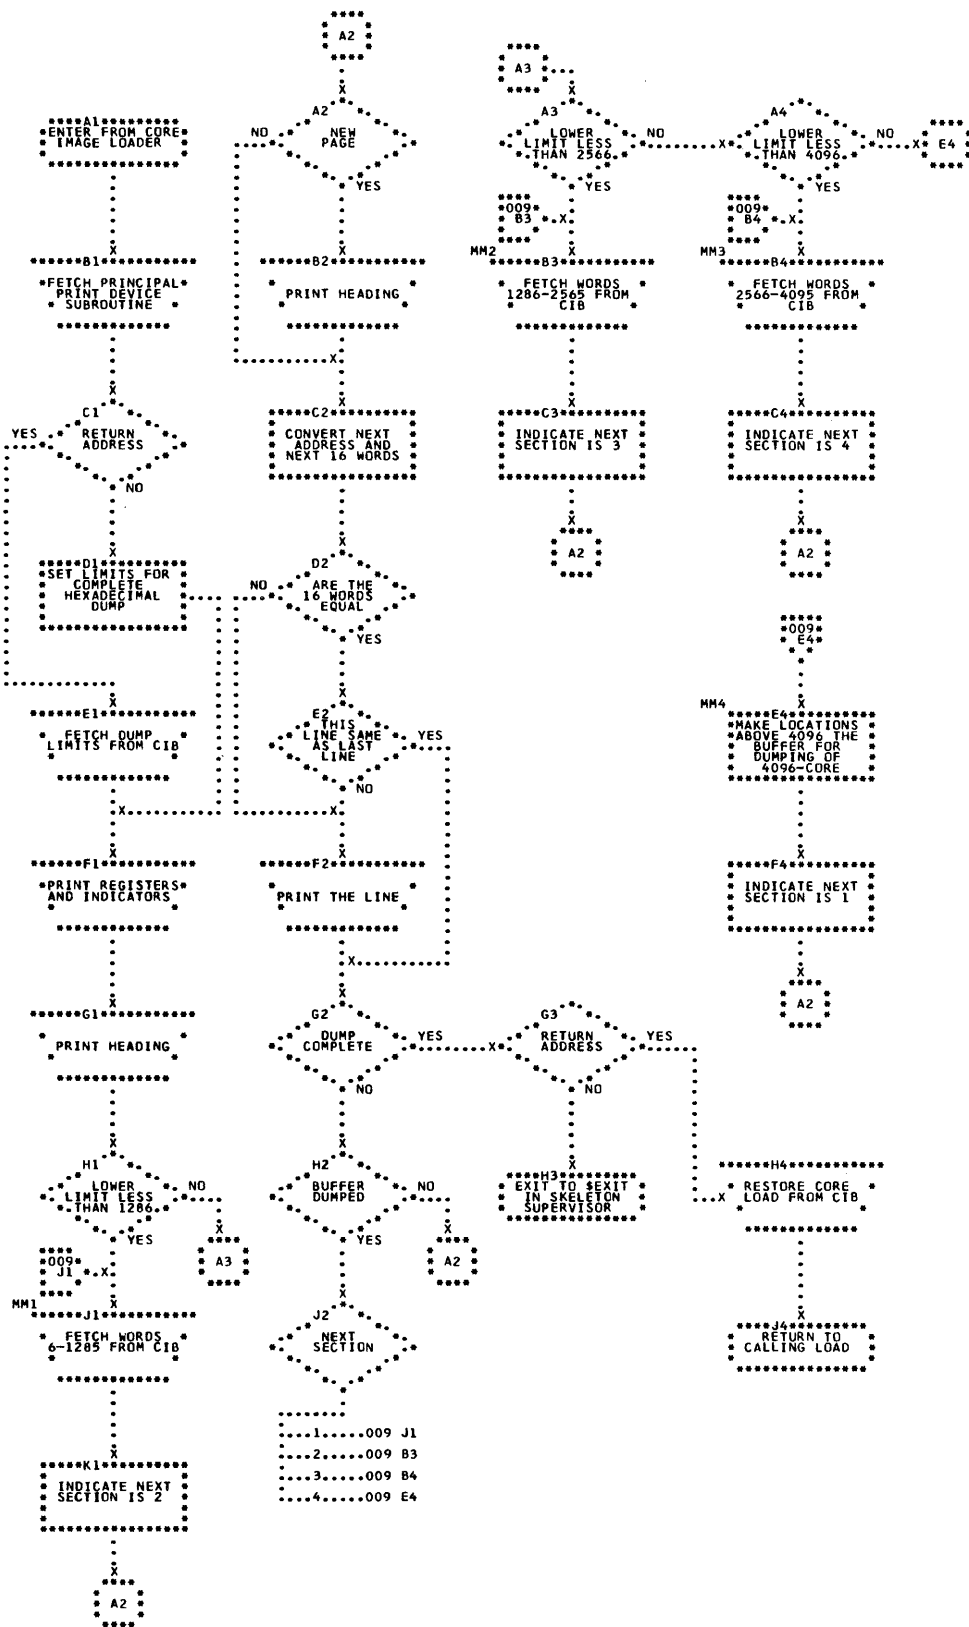 A2
A2
NEW
PAGE
NO
YES
A3
A3
LOWER
LIMIT LESS
THAN 2566
NO
YES
A4
LOWER
LIMIT LESS
THAN 4096
NO
YES
E4
A1
ENTER FROM CORE
IMAGE LOADER
B1
FETCH PRINCIPAL
PRINT DEVICE
SUBROUTINE
B2
PRINT HEADING
009
B3
MM2
B3
FETCH WORDS
1286-2565 FROM
CIB
009
B4
MM3
B4
FETCH WORDS
2566-4095 FROM
CIB
C1
RETURN
ADDRESS
YES
NO
C2
CONVERT NEXT
ADDRESS AND
NEXT 16 WORDS
C3
INDICATE NEXT
SECTION IS 3
A2
C4
INDICATE NEXT
SECTION IS 4
A2
D1
SET LIMITS FOR
COMPLETE
HEXADECIMAL
DUMP
D2
ARE THE
16 WORDS
EQUAL
NO
YES
009
E4
E1
FETCH DUMP
LIMITS FROM CIB
E2
THIS
LINE SAME
AS LAST
LINE
YES
NO
MM4
E4
MAKE LOCATIONS
ABOVE 4096 THE
BUFFER FOR
DUMPING OF
4096-CORE
F1
PRINT REGISTERS
AND INDICATORS
F2
PRINT THE LINE
F4
INDICATE NEXT
SECTION IS 1
A2
G1
PRINT HEADING
G2
DUMP
COMPLETE
YES
NO
G3
RETURN
ADDRESS
YES
NO
H1
LOWER
LIMIT LESS
THAN 1286
NO
YES
A3
H2
BUFFER
DUMPED
NO
YES
A2
H3
EXIT TO $EXIT
IN SKELETON
SUPERVISOR
H4
RESTORE CORE
LOAD FROM CIB
009
J1
MM1
J1
FETCH WORDS
6-1285 FROM CIB
J2
NEXT
SECTION
J4
RETURN TO
CALLING LOAD
1.....009 J1
2.....009 B3
3.....009 B4
4.....009 E4
K1
INDICATE NEXT
SECTION IS 2
A2